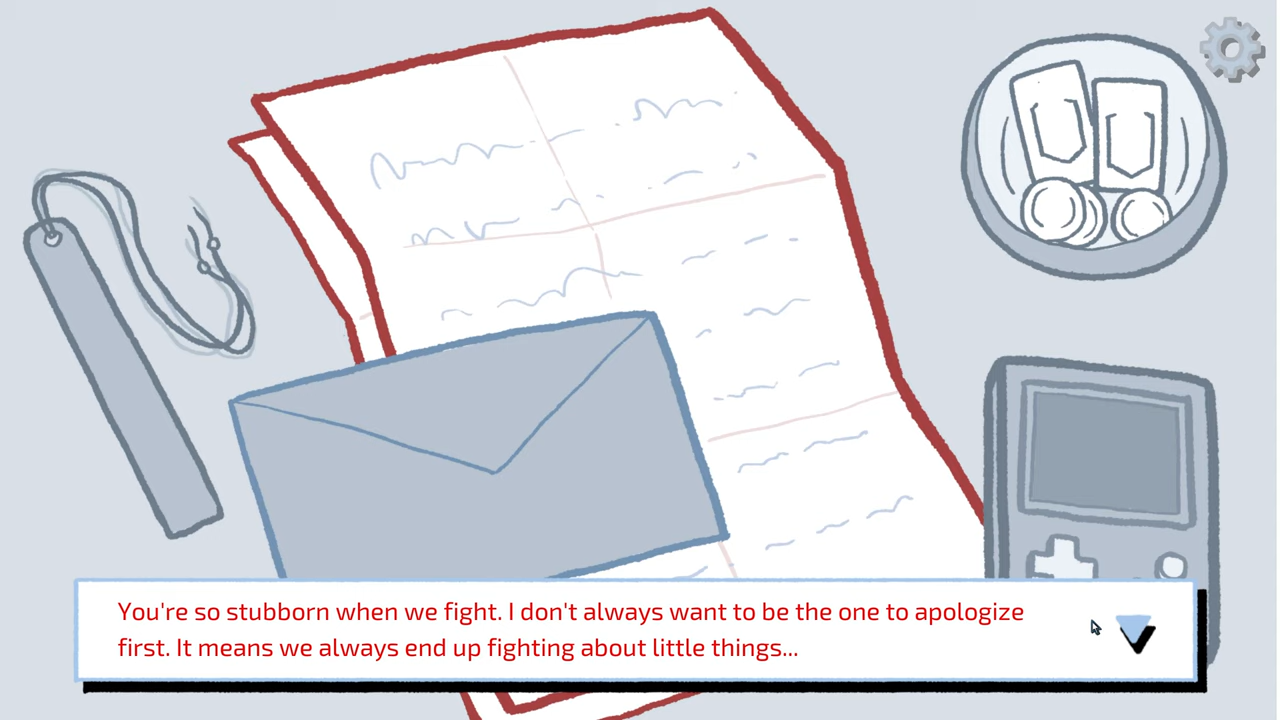 You're so stubborn when we fight. I don't always want to be the one to apologize
first. It means we always end up fighting about little things...